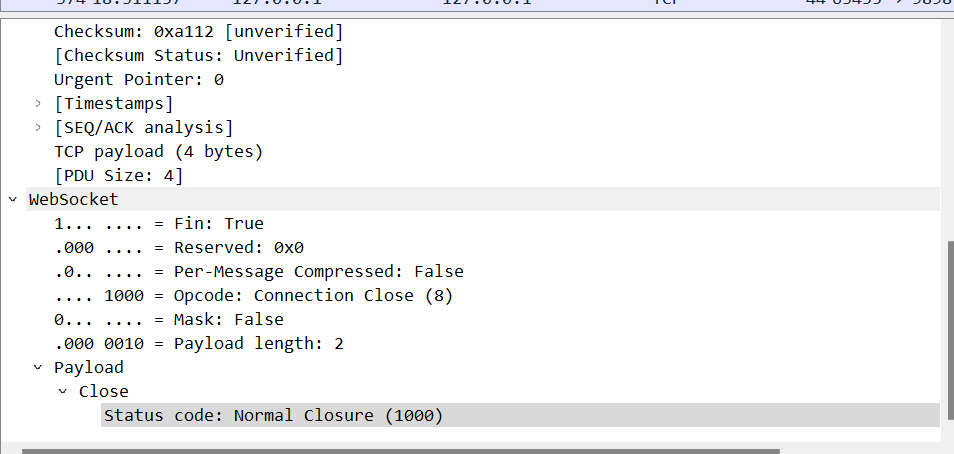 Checksum: 0xa112 [unverified]
[Checksum Status: Unverified]
Urgent Pointer: 0
[Timestamps]
[SEQ/ACK analysis]
TCP payload (4 bytes)
[PDU Size: 4]
WebSocket
1... .... = Fin: True
.000 .... = Reserved: 0x0
.0.. .... = Per-Message Compressed: False
.... 1000 = Opcode: Connection Close (8)
0... .... = Mask: False
.000 0010 = Payload length: 2
Payload
Close
Status code: Normal Closure (1000)